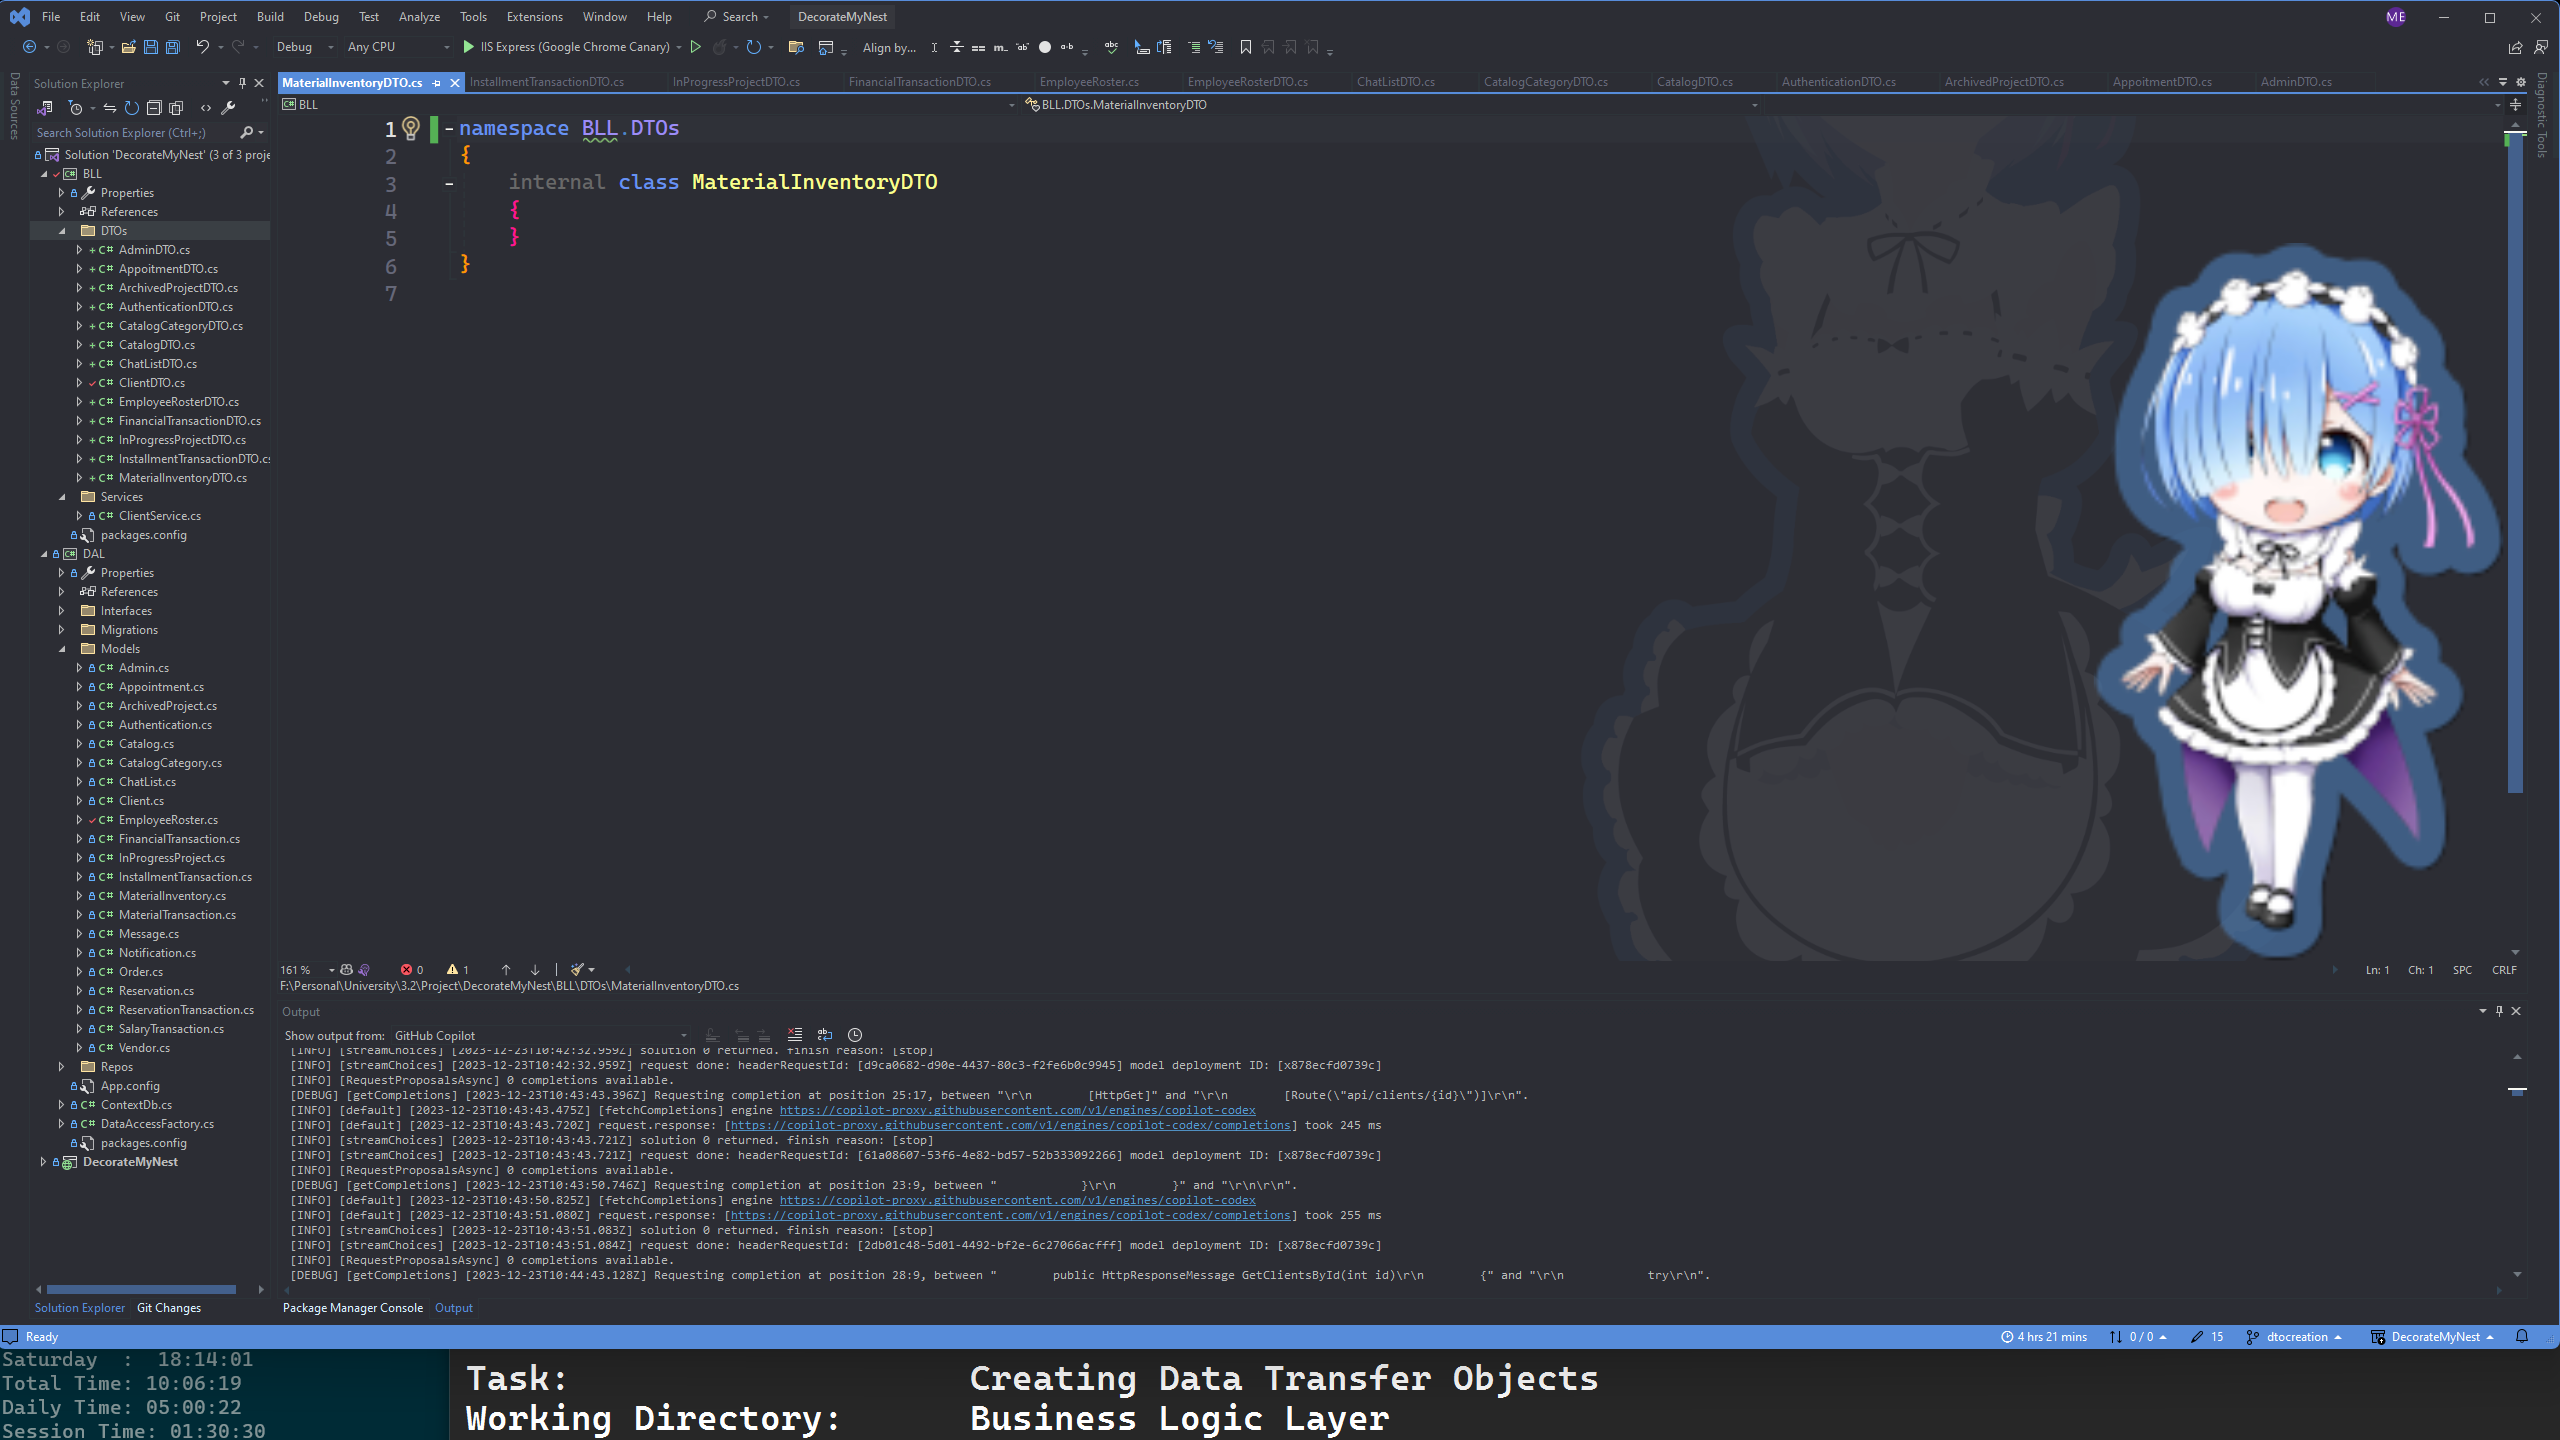 File Edit View Git Project Build Debug Test Analyze Tools Extensions Window Help Search DecorateMyNest ME
Debug Any CPU IIS Express (Google Chrome Canary) Align by...
Data Sources
Solution Explorer
Search Solution Explorer (Ctrl+;)
Solution 'DecorateMyNest' (3 of 3 proje
BLL
Properties
References
DTOs
AdminDTO.cs
AppoitmentDTO.cs
ArchivedProjectDTO.cs
AuthenticationDTO.cs
CatalogCategoryDTO.cs
CatalogDTO.cs
ChatListDTO.cs
ClientDTO.cs
EmployeeRosterDTO.cs
FinancialTransactionDTO.cs
InProgressProjectDTO.cs
InstallmentTransactionDTO.cs
MaterialInventoryDTO.cs
Services
ClientService.cs
packages.config
DAL
Properties
References
Interfaces
Migrations
Models
Admin.cs
Appointment.cs
ArchivedProject.cs
Authentication.cs
Catalog.cs
CatalogCategory.cs
ChatList.cs
Client.cs
EmployeeRoster.cs
FinancialTransaction.cs
InProgressProject.cs
InstallmentTransaction.cs
MaterialInventory.cs
MaterialTransaction.cs
Message.cs
Notification.cs
Order.cs
Reservation.cs
ReservationTransaction.cs
SalaryTransaction.cs
Vendor.cs
Repos
App.config
ContextDb.cs
DataAccessFactory.cs
packages.config
DecorateMyNest
Solution Explorer Git Changes
MaterialInventoryDTO.cs InstallmentTransactionDTO.cs InProgressProjectDTO.cs FinancialTransactionDTO.cs EmployeeRoster.cs EmployeeRosterDTO.cs ChatListDTO.cs CatalogCategoryDTO.cs CatalogDTO.cs AuthenticationDTO.cs ArchivedProjectDTO.cs AppoitmentDTO.cs AdminDTO.cs
BLL BLL.DTOs.MaterialInventoryDTO
Diagnostic Tools
1 namespace BLL.DTOs
2 {
3 internal class MaterialInventoryDTO
4 {
5 }
6 }
7
161 % 0 1 Ln: 1 Ch: 1 SPC CRLF
F:\Personal\University\3.2\Project\DecorateMyNest\BLL\DTOs\MaterialInventoryDTO.cs
Output
Show output from: GitHub Copilot
[INFO] [streamChoices] [2023-12-23T10:42:32.959Z] solution 0 returned. finish reason: [stop]
[INFO] [streamChoices] [2023-12-23T10:42:32.959Z] request done: headerRequestId: [d9ca0682-d90e-4437-80c3-f2fe6b0c9945] model deployment ID: [x878ecfd0739c]
[INFO] [RequestProposalsAsync] 0 completions available.
[DEBUG] [getCompletions] [2023-12-23T10:43:43.396Z] Requesting completion at position 25:17, between "\r\n [HttpGet]" and "\r\n [Route(\"api/clients/{id}\")]\r\n".
[INFO] [default] [2023-12-23T10:43:43.475Z] [fetchCompletions] engine https://copilot-proxy.githubusercontent.com/v1/engines/copilot-codex
[INFO] [default] [2023-12-23T10:43:43.720Z] request.response: [https://copilot-proxy.githubusercontent.com/v1/engines/copilot-codex/completions] took 245 ms
[INFO] [streamChoices] [2023-12-23T10:43:43.721Z] solution 0 returned. finish reason: [stop]
[INFO] [streamChoices] [2023-12-23T10:43:43.721Z] request done: headerRequestId: [61a08607-53f6-4e82-bd57-52b333092266] model deployment ID: [x878ecfd0739c]
[INFO] [RequestProposalsAsync] 0 completions available.
[DEBUG] [getCompletions] [2023-12-23T10:43:50.746Z] Requesting completion at position 23:9, between " }\r\n }" and "\r\n\r\n".
[INFO] [default] [2023-12-23T10:43:50.825Z] [fetchCompletions] engine https://copilot-proxy.githubusercontent.com/v1/engines/copilot-codex
[INFO] [default] [2023-12-23T10:43:51.080Z] request.response: [https://copilot-proxy.githubusercontent.com/v1/engines/copilot-codex/completions] took 255 ms
[INFO] [streamChoices] [2023-12-23T10:43:51.083Z] solution 0 returned. finish reason: [stop]
[INFO] [streamChoices] [2023-12-23T10:43:51.084Z] request done: headerRequestId: [2db01c48-5d01-4492-bf2e-6c27066acfff] model deployment ID: [x878ecfd0739c]
[INFO] [RequestProposalsAsync] 0 completions available.
[DEBUG] [getCompletions] [2023-12-23T10:44:43.128Z] Requesting completion at position 28:9, between " public HttpResponseMessage GetClientsById(int id)\r\n {" and "\r\n try\r\n".
Package Manager Console Output
Ready 4 hrs 21 mins 0 / 0 15 dtocreation DecorateMyNest
Saturday : 18:14:01
Total Time: 10:06:19
Daily Time: 05:00:22
Session Time: 01:30:30
Task: Creating Data Transfer Objects
Working Directory: Business Logic Layer